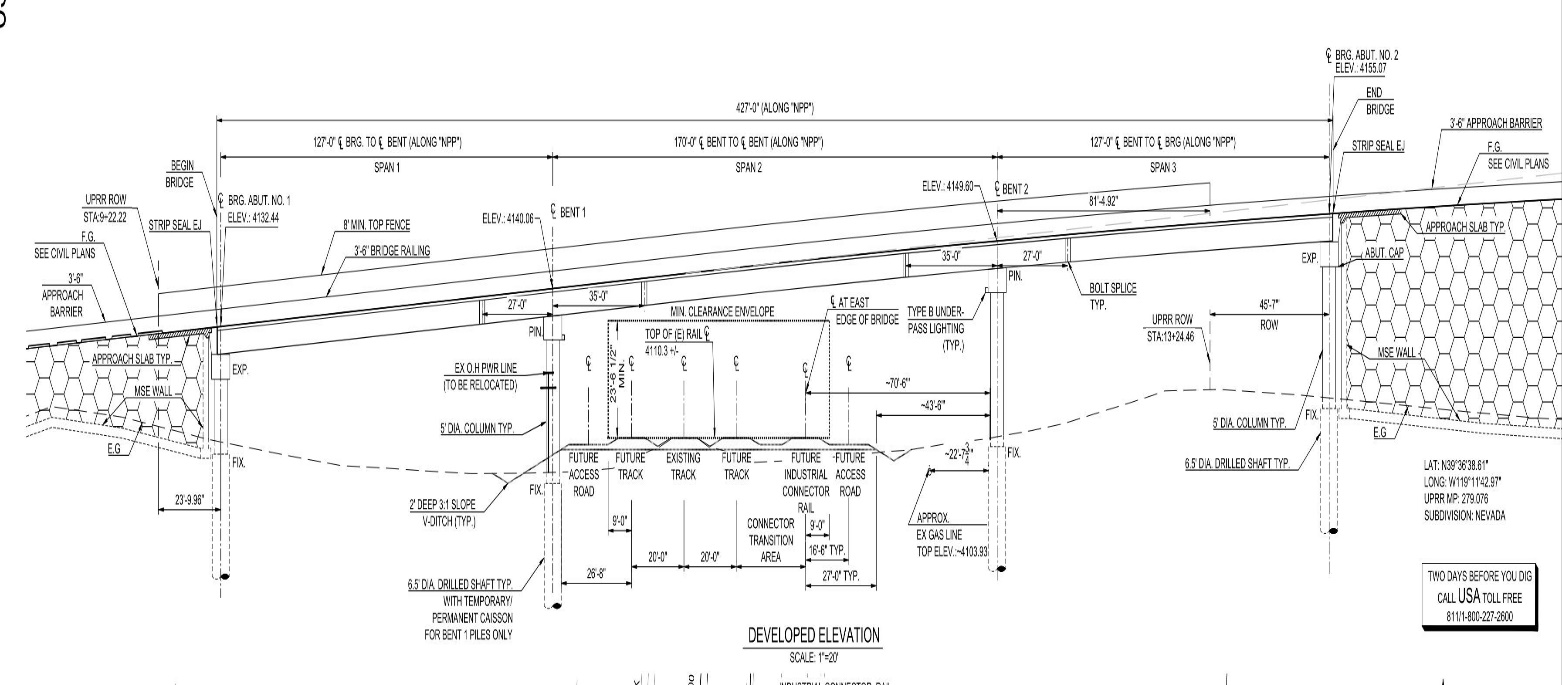 ℄ BRG. ABUT. NO. 2
ELEV.: 4155.07
427'-0" (ALONG "NPP")
END
BRIDGE
127'-0" ℄ BRG. TO ℄ BENT (ALONG "NPP")
170'-0" ℄ BENT TO ℄ BENT (ALONG "NPP")
127'-0" ℄ BENT TO ℄ BRG (ALONG "NPP")
3'-6" APPROACH BARRIER
SPAN 1
SPAN 2
SPAN 3
STRIP SEAL EJ
F.G.
SEE CIVIL PLANS
BEGIN
BRIDGE
UPRR ROW
STA:9+22.22
℄ BRG. ABUT. NO. 1
ELEV.: 4132.44
STRIP SEAL EJ
F.G.
SEE CIVIL PLANS
ELEV.: 4140.06
℄ BENT 1
ELEV.: 4149.60
℄ BENT 2
81'-4.92"
8' MIN. TOP FENCE
3'-6" BRIDGE RAILING
APPROACH SLAB TYP.
3'-6"
APPROACH
BARRIER
EXP.
ABUT. CAP
35'-0"
27'-0"
PIN.
BOLT SPLICE
TYP.
27'-0"
35'-0"
℄ AT EAST
EDGE OF BRIDGE
TYPE B UNDER-
PASS LIGHTING
(TYP.)
MIN. CLEARANCE ENVELOPE
45'-7"
ROW
UPRR ROW
STA:13+24.46
PIN.
TOP OF (E) RAIL ℄
4110.3 +/-
23'-6 1/2"
MIN.
℄
℄
℄
℄
℄
℄
APPROACH SLAB TYP.
EXP.
EX O.H PWR LINE
(TO BE RELOCATED)
MSE WALL
MSE WALL
~70'-6"
~43'-6"
5' DIA. COLUMN TYP.
FIX.
5' DIA. COLUMN TYP.
E.G
E.G
FIX.
FUTURE
ACCESS
ROAD
FUTURE
TRACK
EXISTING
TRACK
FUTURE
TRACK
FUTURE
INDUSTRIAL
CONNECTOR
RAIL
FUTURE
ACCESS
ROAD
~22'-7 3/4"
FIX.
6.5' DIA. DRILLED SHAFT TYP.
LAT: N39°36'38.61"
LONG: W119°11'42.97"
UPRR MP: 279.076
SUBDIVISION: NEVADA
FIX.
23'-9.96"
2' DEEP 3:1 SLOPE
V-DITCH (TYP.)
9'-0"
CONNECTOR
TRANSITION
AREA
9'-0"
16'-6" TYP.
APPROX.
EX GAS LINE
TOP ELEV.:~4103.93
20'-0"
20'-0"
26'-8"
27'-0" TYP.
6.5' DIA. DRILLED SHAFT TYP.
WITH TEMPORARY/
PERMANENT CAISSON
FOR BENT 1 PILES ONLY
TWO DAYS BEFORE YOU DIG
CALL USA TOLL FREE
811/1-800-227-2600
DEVELOPED ELEVATION
SCALE: 1"=20'